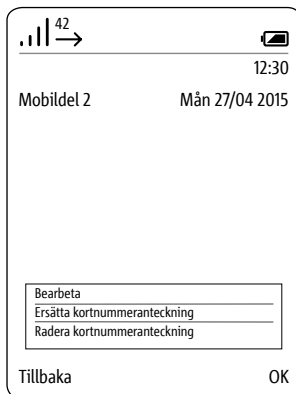 42
12:30
Mobildel 2 Mån 27/04 2015
Bearbeta
Ersätta kortnummeranteckning
Radera kortnummeranteckning
Tillbaka OK